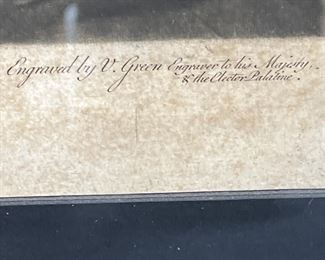 Engraved by V. Green Engraver to his Majesty,
& the Elector Palatine.